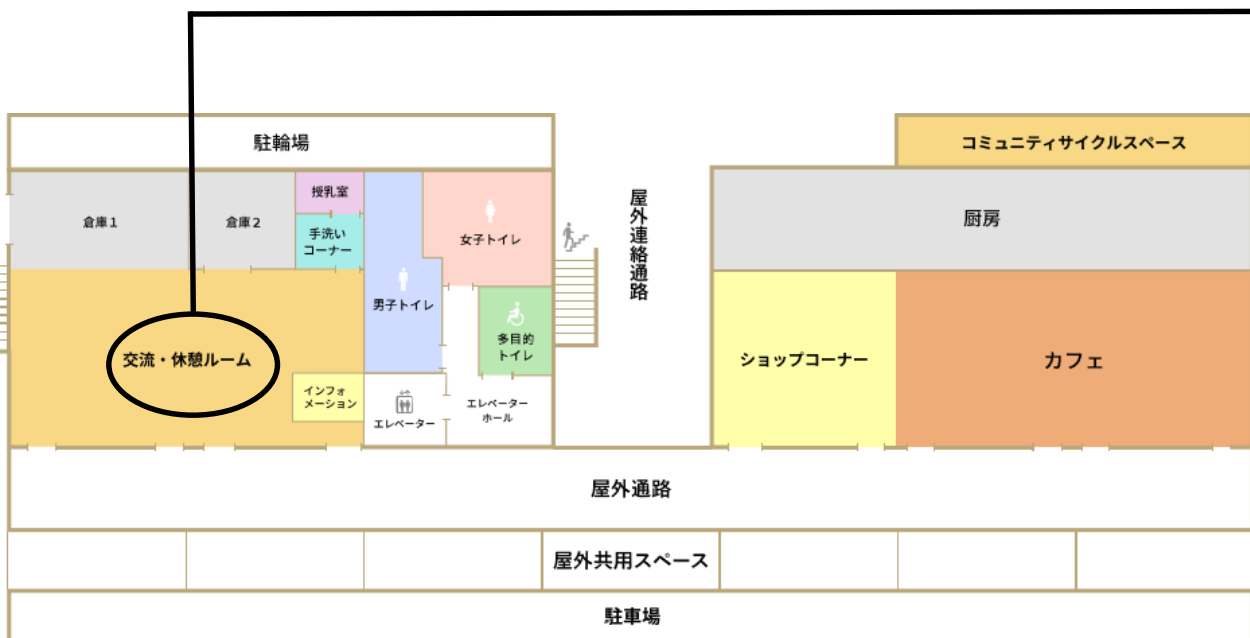 駐輪場
コミュニティサイクルスペース
倉庫1
倉庫2
授乳室
手洗い
コーナー
男子トイレ
女子トイレ
多目的
トイレ
屋外連絡通路
厨房
交流・休憩ルーム
インフォ
メーション
エレベーター
エレベーター
ホール
ショップコーナー
カフェ
屋外通路
屋外共用スペース
駐車場